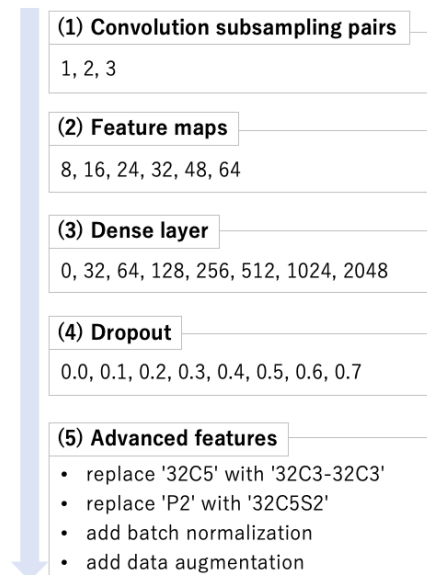 (1) Convolution subsampling pairs
1, 2, 3
(2) Feature maps
8, 16, 24, 32, 48, 64
(3) Dense layer
0, 32, 64, 128, 256, 512, 1024, 2048
(4) Dropout
0.0, 0.1, 0.2, 0.3, 0.4, 0.5, 0.6, 0.7
(5) Advanced features
• replace '32C5' with '32C3-32C3'
• replace 'P2' with '32C5S2'
• add batch normalization
• add data augmentation